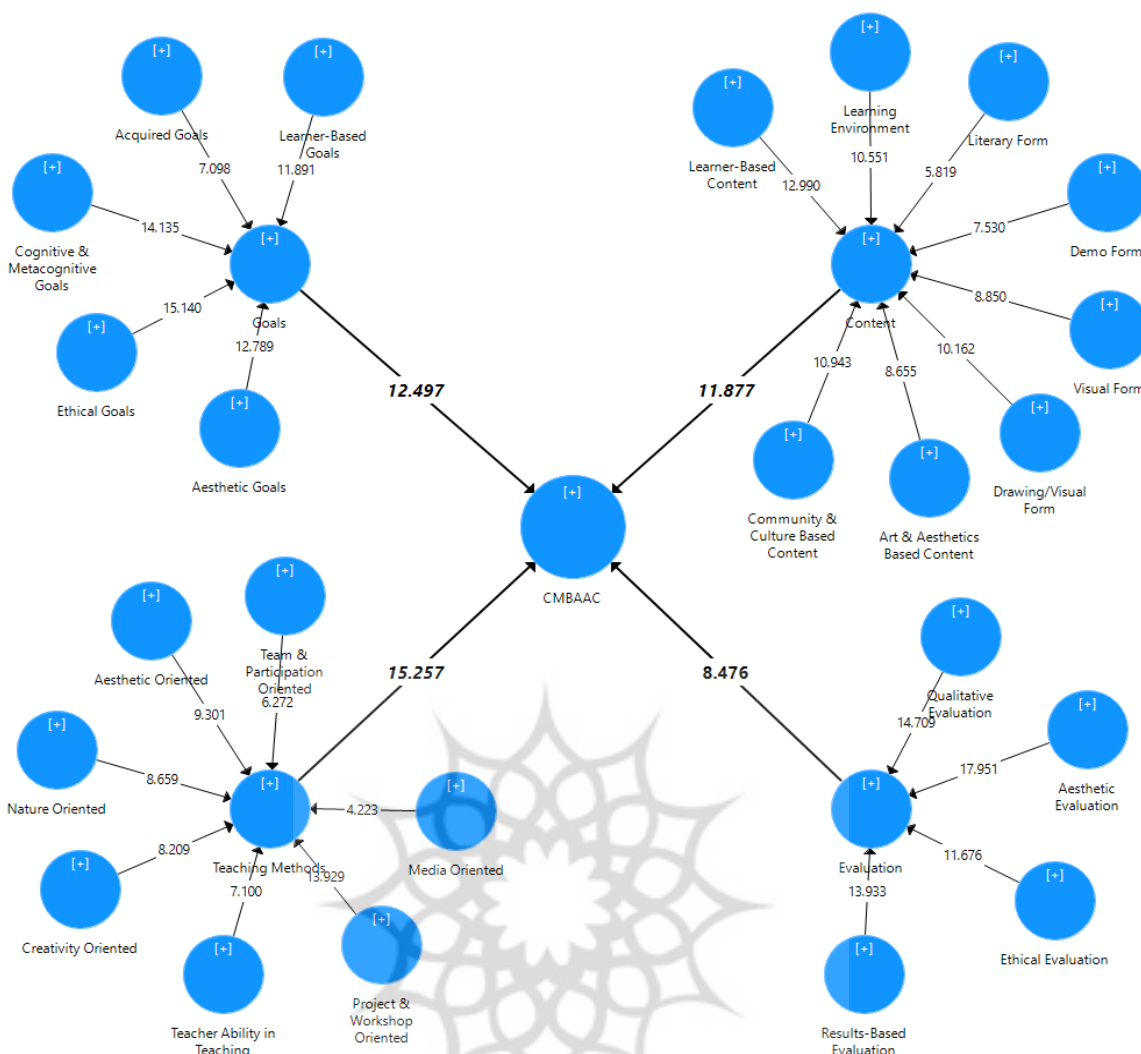 [+]
Acquired Goals
7.098
[+]
Learner-Based
Goals
11.891
[+]
Cognitive &
Metacognitive
Goals
14.135
[+]
Ethical Goals
15.140
[+]
Aesthetic Goals
12.789
[+]
Goals
12.497
[+]
Learner-Based
Content
12.990
[+]
Learning
Environment
10.551
[+]
Literary Form
5.819
[+]
Demo Form
7.530
[+]
Visual Form
8.850
[+]
Drawing/Visual
Form
10.162
[+]
Art & Aesthetics
Based Content
8.655
[+]
Community &
Culture Based
Content
10.943
[+]
Content
11.877
[+]
CMBAAC
[+]
Aesthetic Oriented
9.301
[+]
Team &
Participation
Oriented
6.272
[+]
Nature Oriented
8.659
[+]
Creativity Oriented
8.209
[+]
Teacher Ability in
Teaching
7.100
[+]
Project &
Workshop
Oriented
13.929
[+]
Media Oriented
4.223
[+]
Teaching Methods
15.257
[+]
Qualitative
Evaluation
14.709
[+]
Aesthetic
Evaluation
17.951
[+]
Ethical Evaluation
11.676
[+]
Results-Based
Evaluation
13.933
[+]
Evaluation
8.476